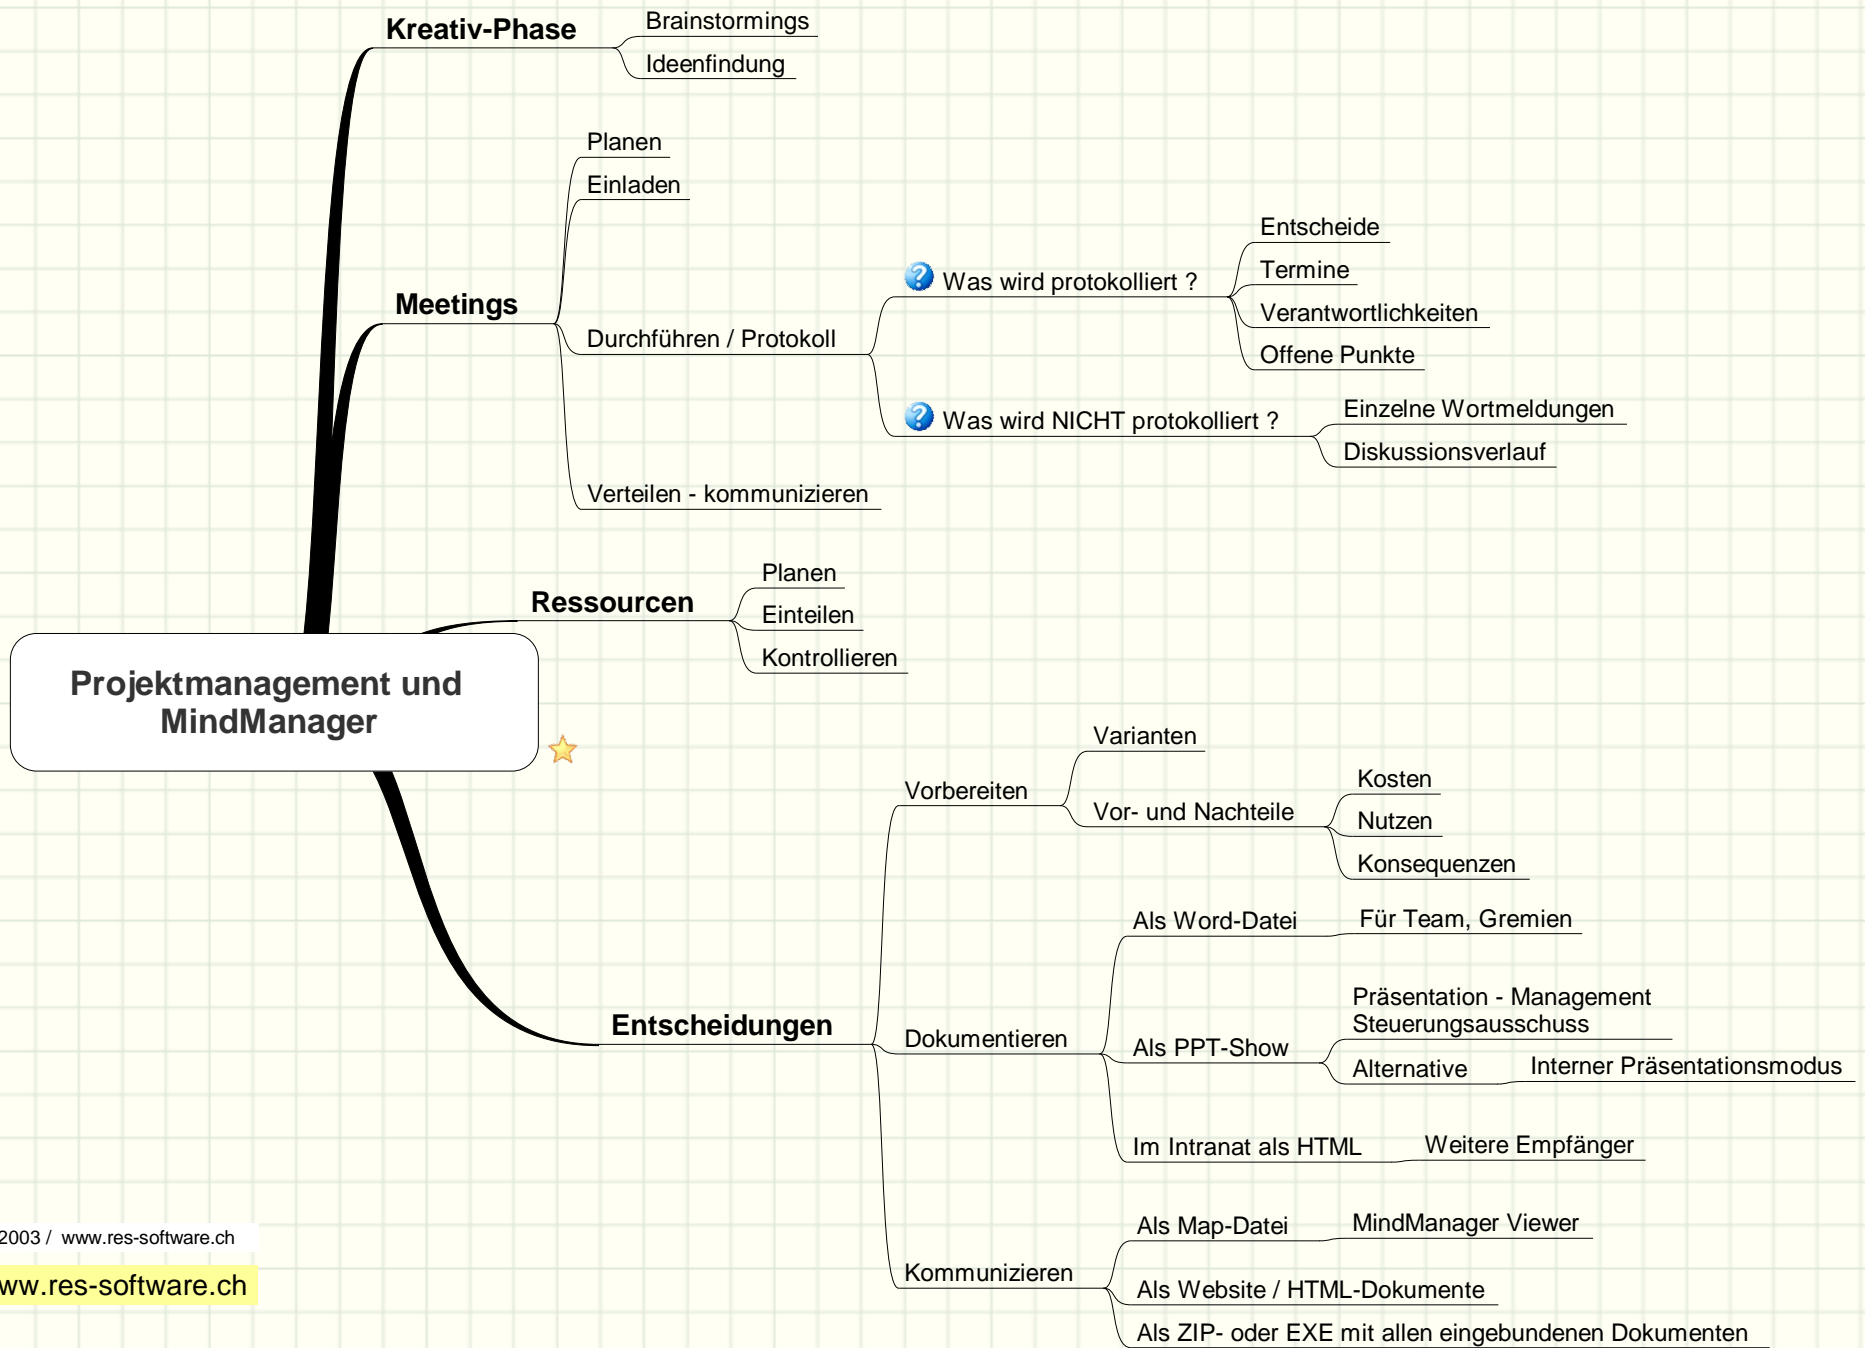 Kreativ-Phase
Brainstormings
Ideenfindung
Meetings
Planen
Einladen
Durchführen / Protokoll
Was wird protokolliert ?
Entscheide
Termine
Verantwortlichkeiten
Offene Punkte
Was wird NICHT protokolliert ?
Einzelne Wortmeldungen
Diskussionsverlauf
Verteilen - kommunizieren
Ressourcen
Planen
Einteilen
Kontrollieren
Projektmanagement und
MindManager
Entscheidungen
Vorbereiten
Varianten
Vor- und Nachteile
Kosten
Nutzen
Konsequenzen
Dokumentieren
Als Word-Datei
Für Team, Gremien
Als PPT-Show
Präsentation - Management
Steuerungsausschuss
Alternative
Interner Präsentationsmodus
Im Intranat als HTML
Weitere Empfänger
Kommunizieren
Als Map-Datei
MindManager Viewer
Als Website / HTML-Dokumente
Als ZIP- oder EXE mit allen eingebundenen Dokumenten
2003 / www.res-software.ch
ww.res-software.ch